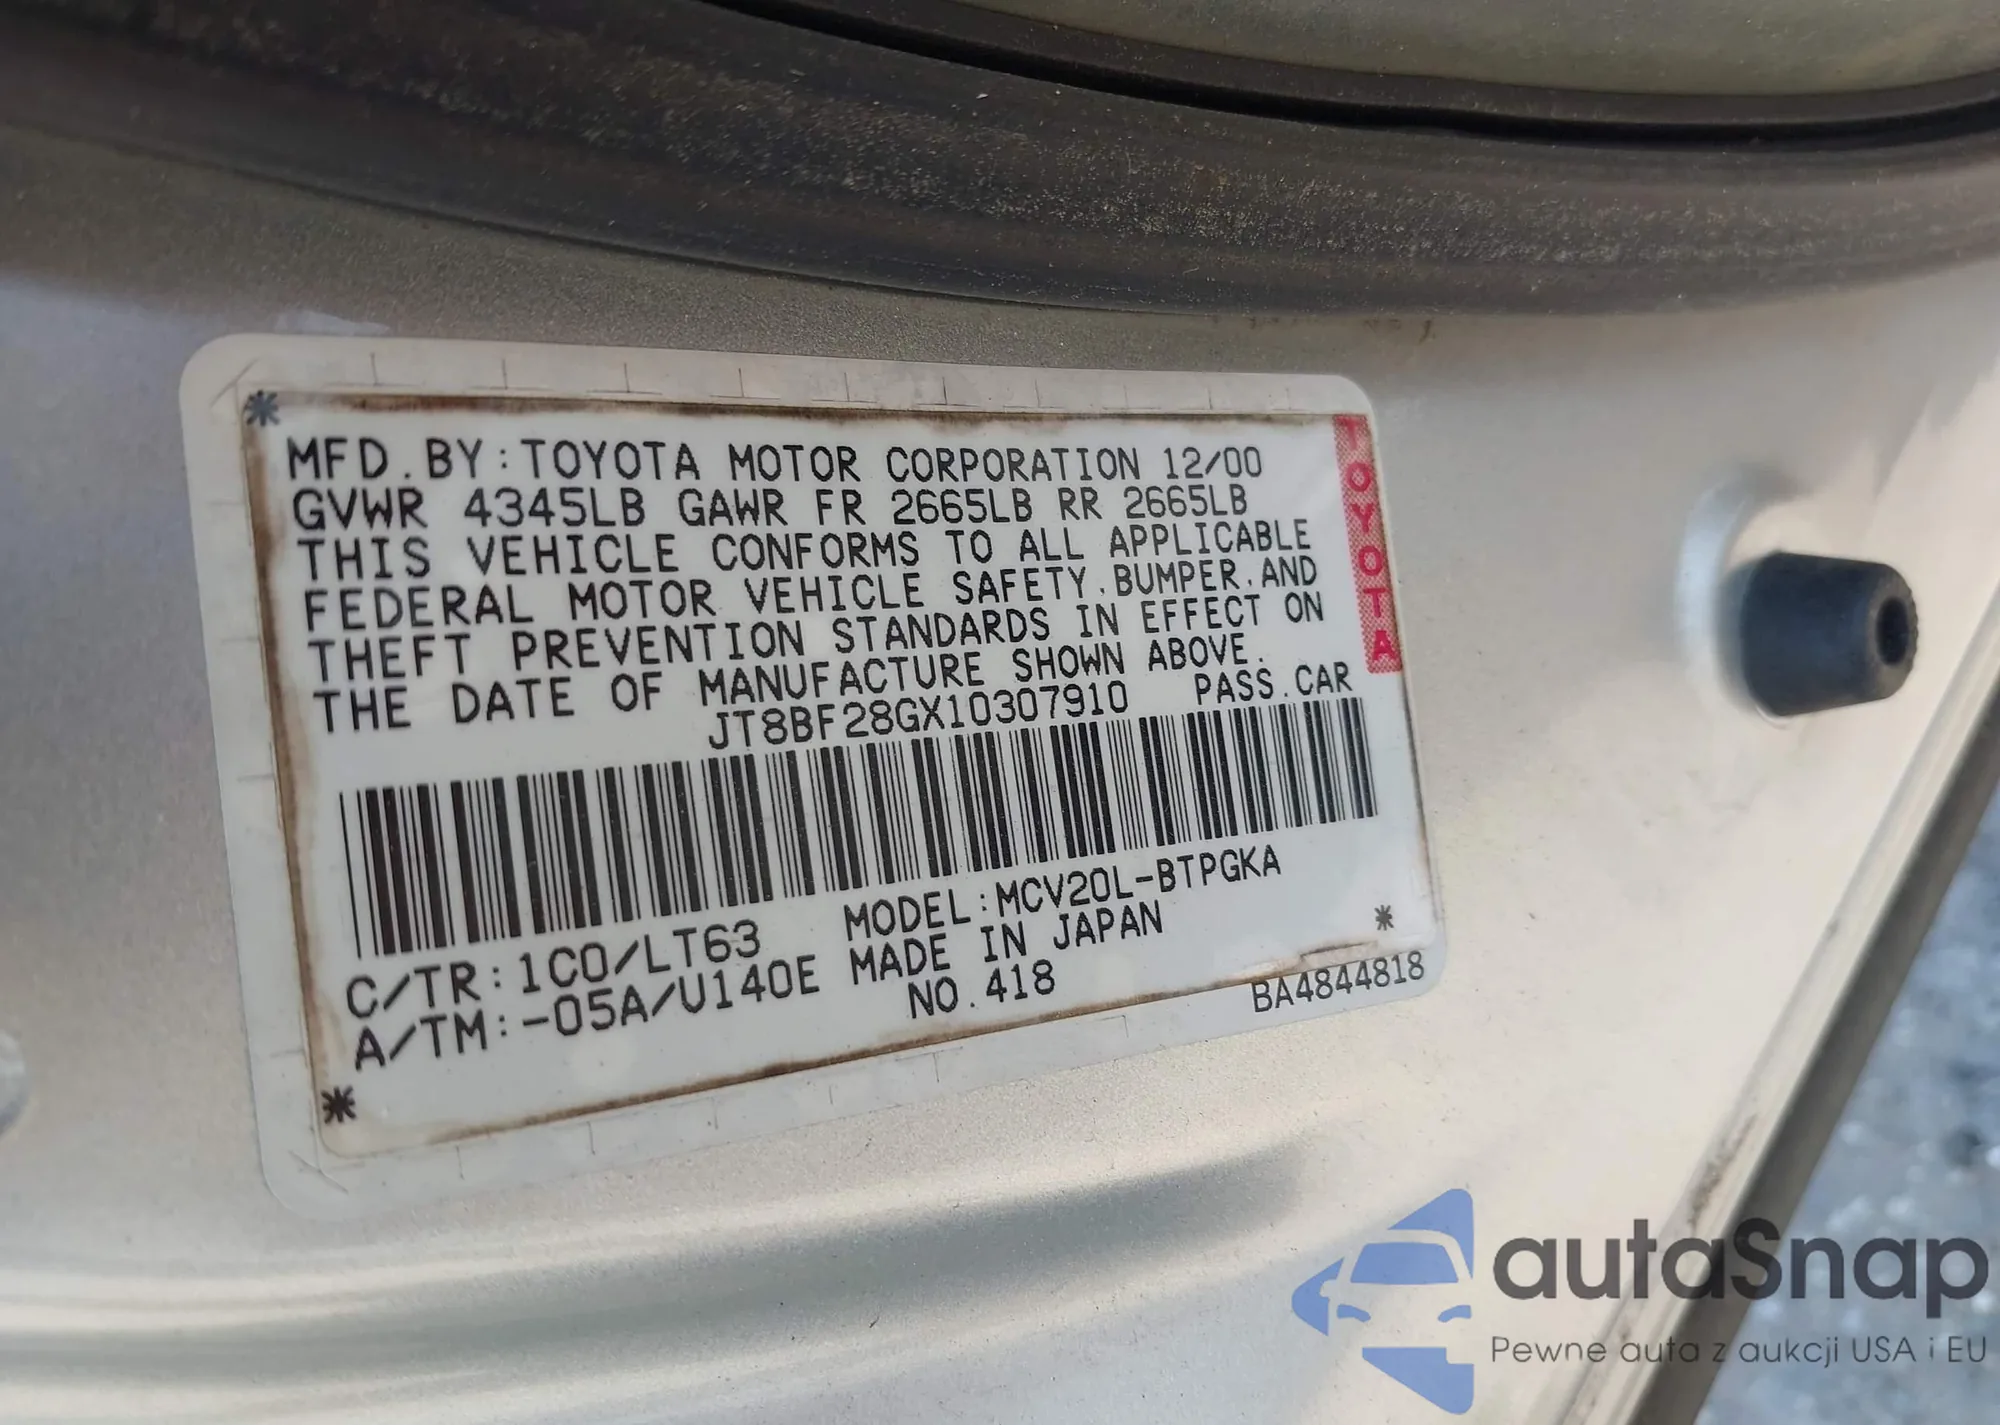 MFD. BY: TOYOTA MOTOR CORPORATION 12/00
GVWR 4345LB GAWR FR 2665LB RR 2665LB
THIS VEHICLE CONFORMS TO ALL APPLICABLE
FEDERAL MOTOR VEHICLE SAFETY, BUMPER, AND
THEFT PREVENTION STANDARDS IN EFFECT ON
THE DATE OF MANUFACTURE SHOWN ABOVE.
JT8BF28GX10307910 PASS. CAR
C/TR: 1C0/LT63 MODEL: MCV20L-BTPGKA
A/TM: -05A/U140E MADE IN JAPAN
NO. 418
BA4844818
TOYOTA
autaSnap
Pewne auta z aukcji USA i EU